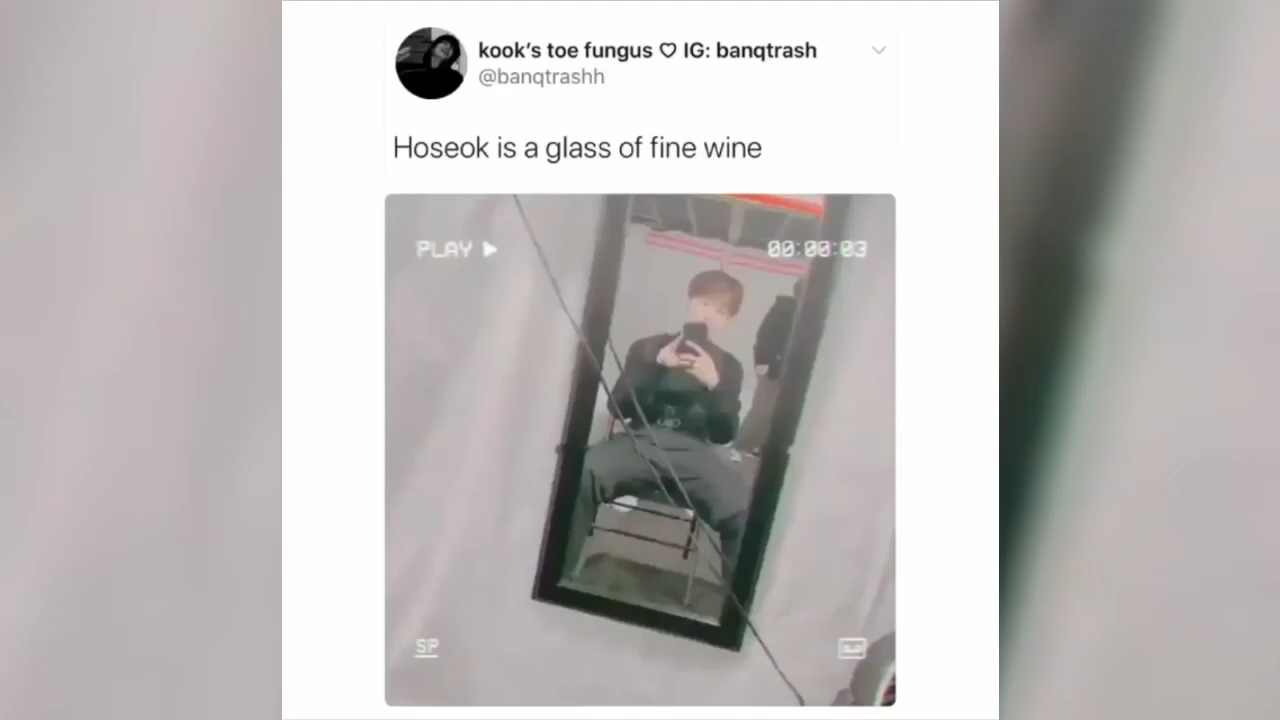 kook’s toe fungus ♡ IG: banqtrash
@banqtrashh
Hoseok is a glass of fine wine
PLAY ▶ 00:00:03
SP